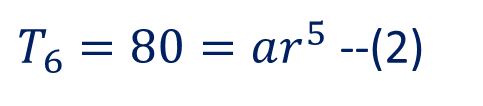 T₆ = 80 = ar⁵ --(2)